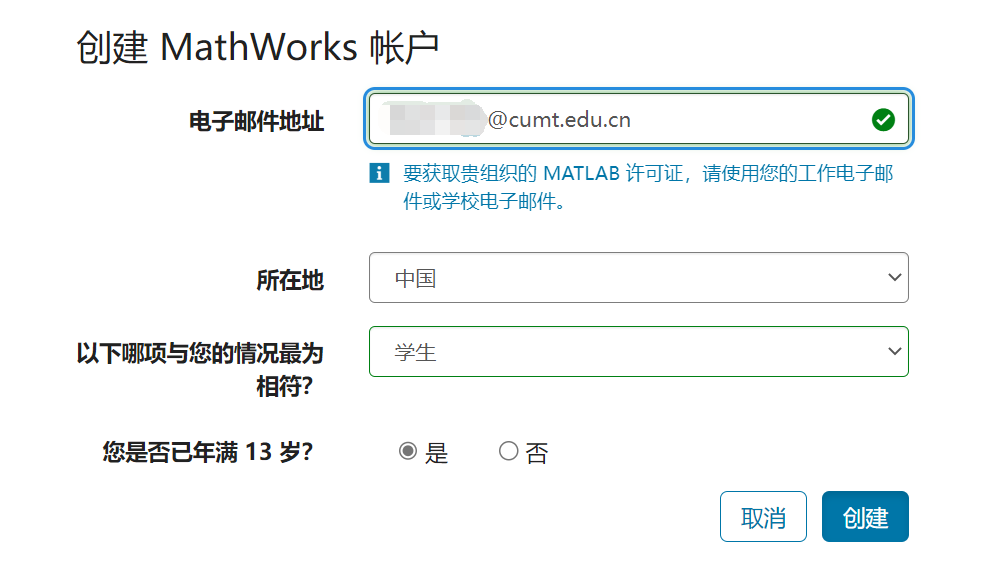 创建 MathWorks 帐户
电子邮件地址
@cumt.edu.cn
要获取贵组织的 MATLAB 许可证，请使用您的工作电子邮
件或学校电子邮件。
所在地
中国
以下哪项与您的情况最为
相符？
学生
您是否已年满 13 岁？
是
否
取消
创建